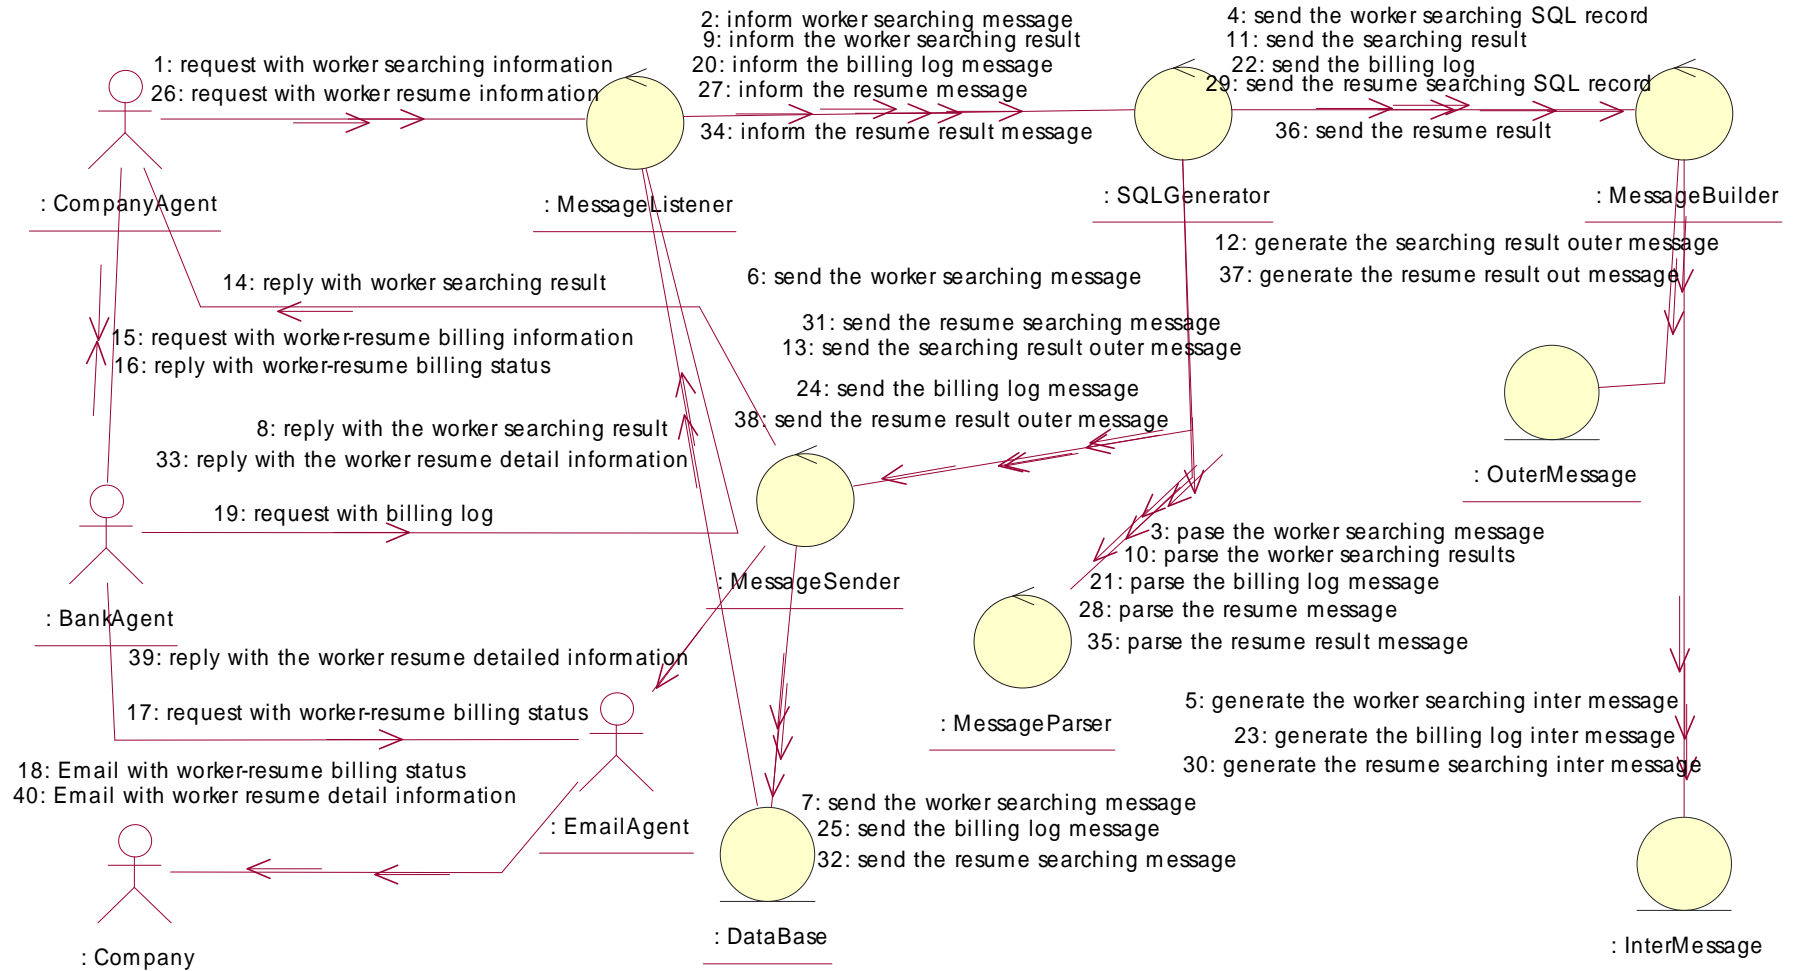 2: inform worker searching message
4: send the worker searching SQL record
9: inform the worker searching result
11: send the searching result
1: request with worker searching information
20: inform the billing log message
22: send the billing log
26: request with worker resume information
27: inform the resume message
29: send the resume searching SQL record
34: inform the resume result message
36: send the resume result
: CompanyAgent
: MessageListener
: SQLGenerator
: MessageBuilder
12: generate the searching result outer message
37: generate the resume result out message
14: reply with worker searching result
6: send the worker searching message
15: request with worker-resume billing information
16: reply with worker-resume billing status
31: send the resume searching message
13: send the searching result outer message
24: send the billing log message
38: send the resume result outer message
8: reply with the worker searching result
33: reply with the worker resume detail information
: OuterMessage
19: request with billing log
3: pase the worker searching message
10: parse the worker searching results
21: parse the billing log message
28: parse the resume message
35: parse the resume result message
: MessageSender
: BankAgent
39: reply with the worker resume detailed information
17: request with worker-resume billing status
: MessageParser
5: generate the worker searching inter message
23: generate the billing log inter message
30: generate the resume searching inter message
18: Email with worker-resume billing status
40: Email with worker resume detail information
: EmailAgent
7: send the worker searching message
25: send the billing log message
32: send the resume searching message
: Company
: DataBase
: InterMessage